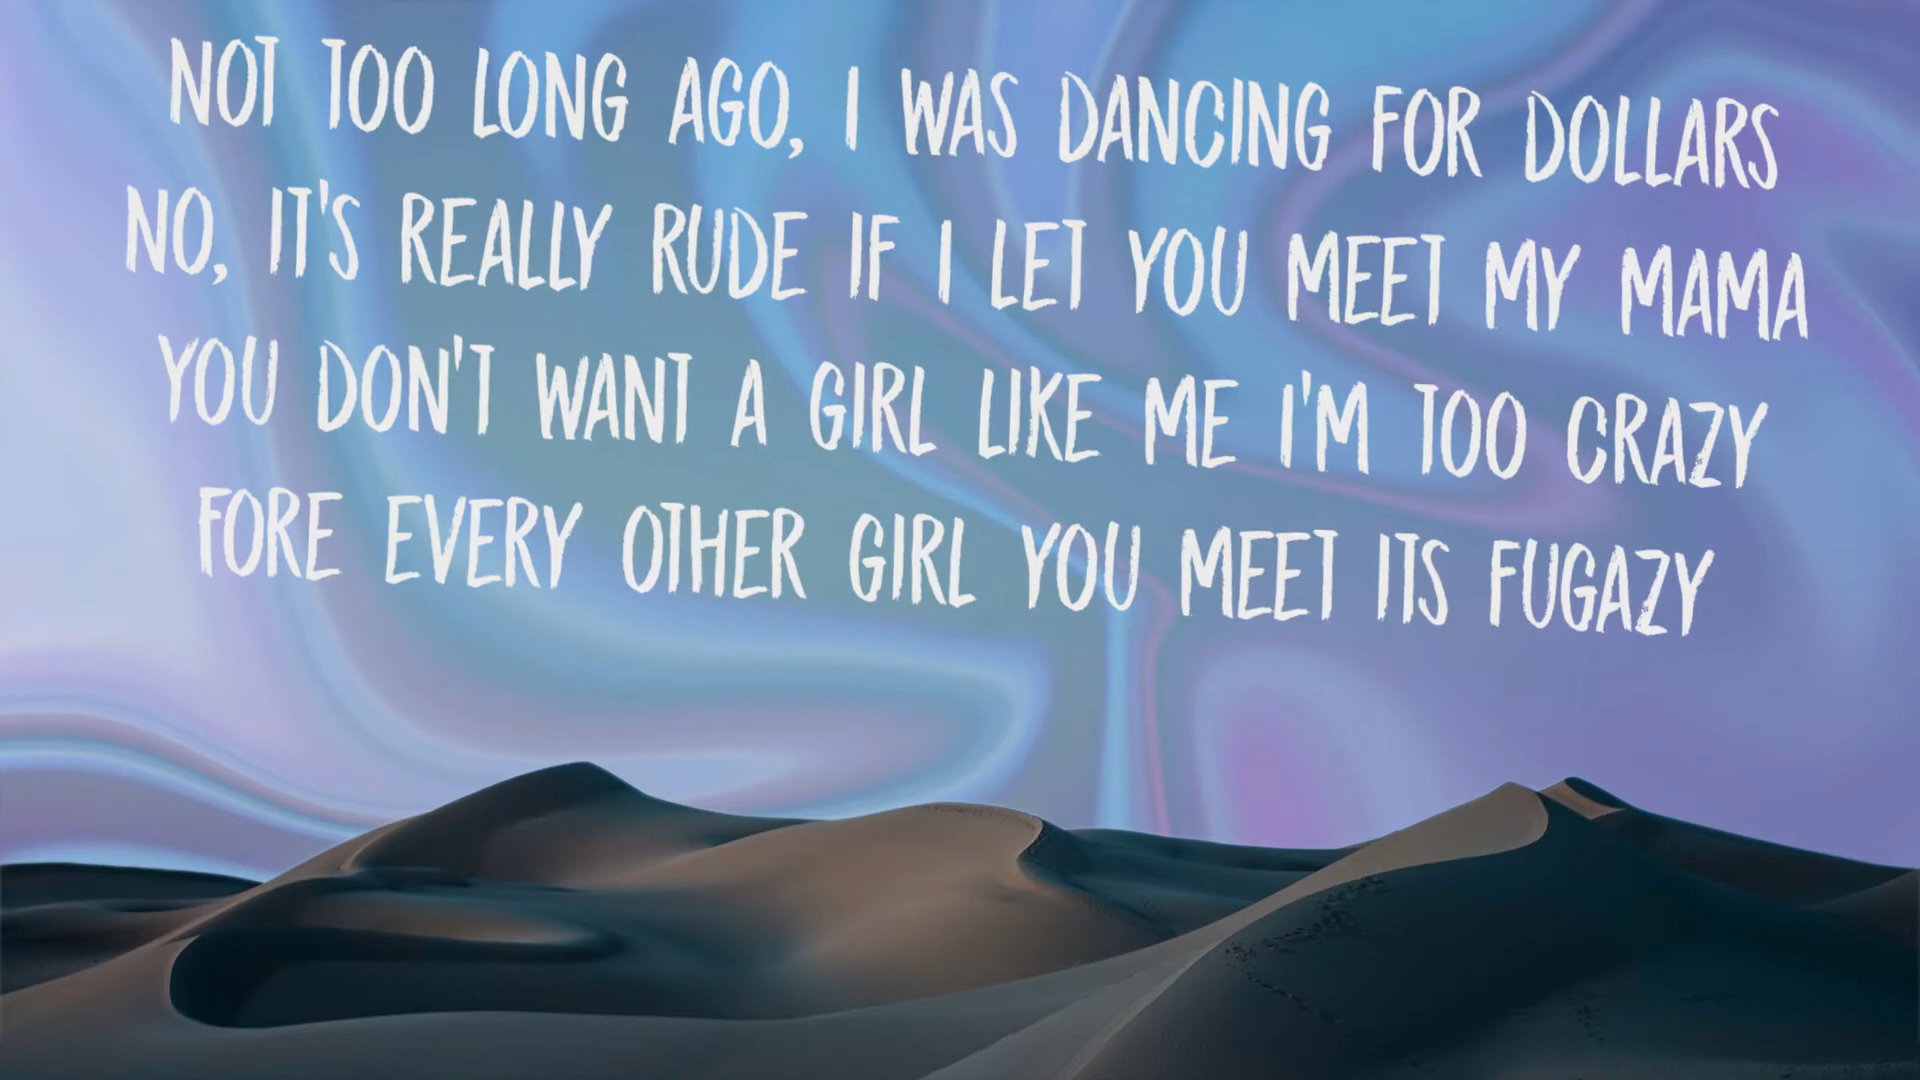 NOT TOO LONG AGO, I WAS DANCING FOR DOLLARS
NO, IT'S REALLY RUDE IF I LET YOU MEET MY MAMA
YOU DON'T WANT A GIRL LIKE ME I'M TOO CRAZY
FORE EVERY OTHER GIRL YOU MEET ITS FUGAZY